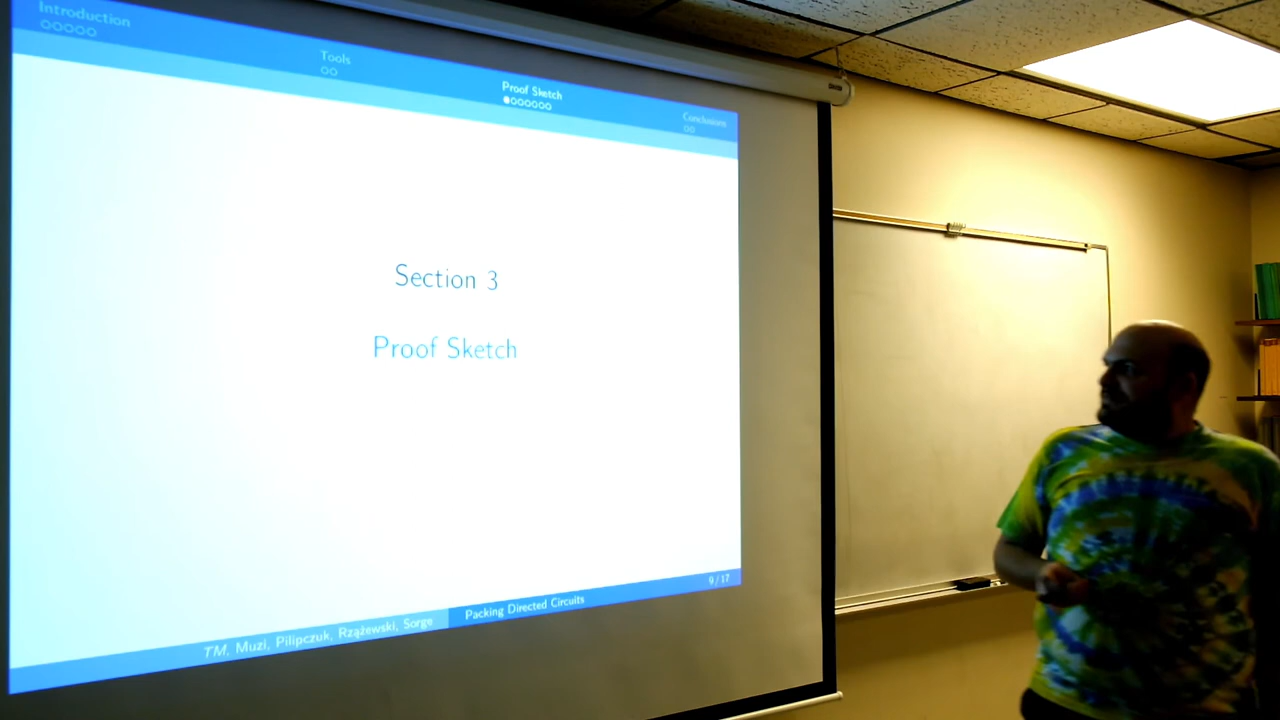 Introduction
Tools
Proof Sketch
Conclusions
Section 3
Proof Sketch
TM, Muzi, Pilipczuk, Rzążewski, Sorge
Packing Directed Circuits
9 / 17